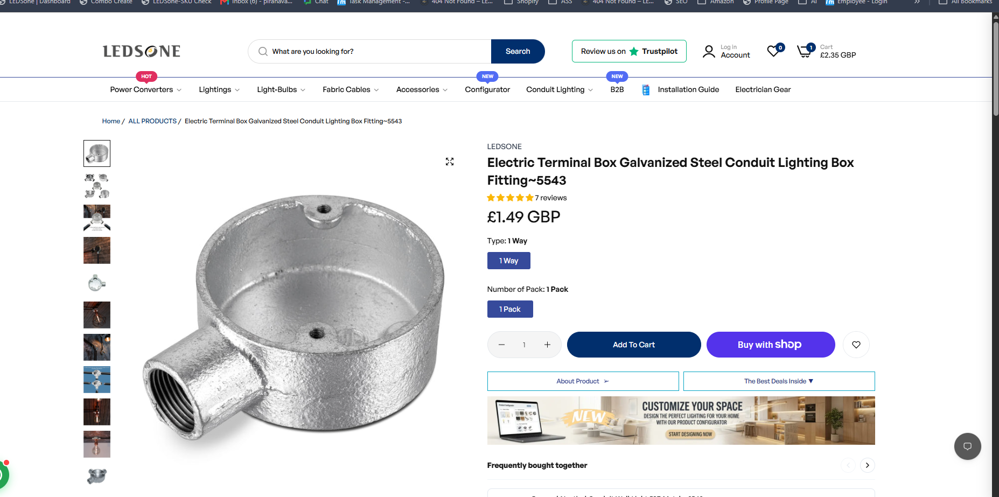 LEDSone | Dashboard
Combo Create
LEDSone-SKU Check
Inbox (6) - piranava...
Chat
Task Management -...
404 Not Found – LE...
Shopify
ASS
404 Not Found – LE...
SEO
Amazon
Profile Page
AI
Employee - Login
»
All Bookmarks
LEDSONE
What are you looking for?
Search
Review us on ★ Trustpilot
Log in
Account
0
1
Cart
£2.35 GBP
HOT
NEW
NEW
Power Converters
Lightings
Light-Bulbs
Fabric Cables
Accessories
Configurator
Conduit Lighting
B2B
Installation Guide
Electrician Gear
Home / ALL PRODUCTS / Electric Terminal Box Galvanized Steel Conduit Lighting Box Fitting~5543
LEDSONE
Electric Terminal Box Galvanized Steel Conduit Lighting Box
Fitting~5543
7 reviews
£1.49 GBP
Type: 1 Way
1 Way
Number of Pack: 1 Pack
1 Pack
− 1 +
Add To Cart
Buy with shop
About Product ➢
The Best Deals Inside ▼
NEW
CUSTOMIZE YOUR SPACE
DESIGN THE PERFECT LIGHTING FOR YOUR HOME
WITH OUR PRODUCT CONFIGURATOR
START DESIGNING NOW
Frequently bought together